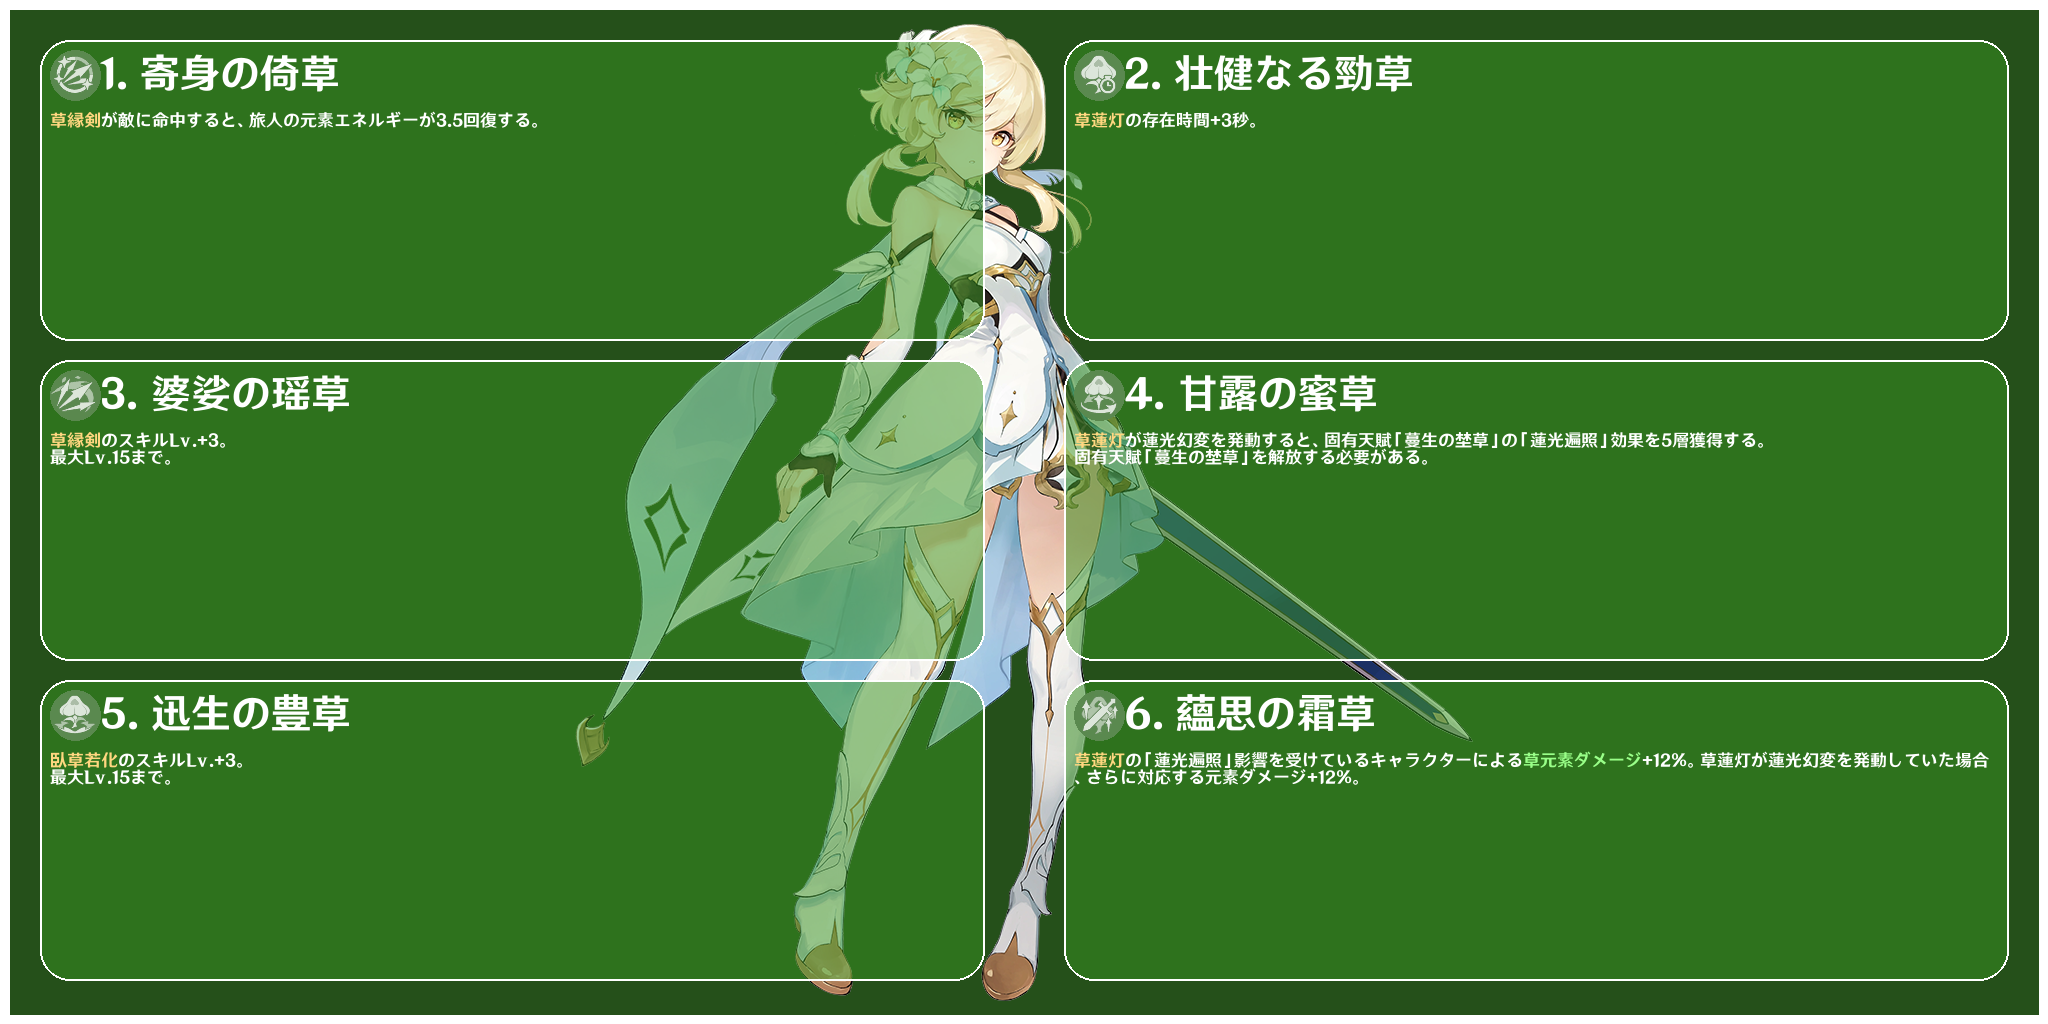 1. 寄身の倚草
草縁剣が敵に命中すると、旅人の元素エネルギーが3.5回復する。
2. 壮健なる勁草
草蓮灯の存在時間+3秒。
3. 婆娑の瑶草
草縁剣のスキルLv.+3。
最大Lv.15まで。
4. 甘露の蜜草
草蓮灯が蓮光幻変を発動すると、固有天賦「蔓生の埜草」の「蓮光遍照」効果を5層獲得する。
固有天賦「蔓生の埜草」を解放する必要がある。
5. 迅生の豊草
臥草若化のスキルLv.+3。
最大Lv.15まで。
6. 蘊思の霜草
草蓮灯の「蓮光遍照」影響を受けているキャラクターによる草元素ダメージ+12%。草蓮灯が蓮光幻変を発動していた場合
、さらに対応する元素ダメージ+12%。